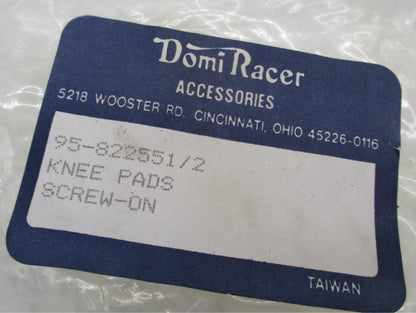 Domi Racer
ACCESSORIES
5218 WOOSTER RD. CINCINNATI, OHIO 45226-0116
95-822551/2
KNEE PADS
SCREW-ON
TAIWAN